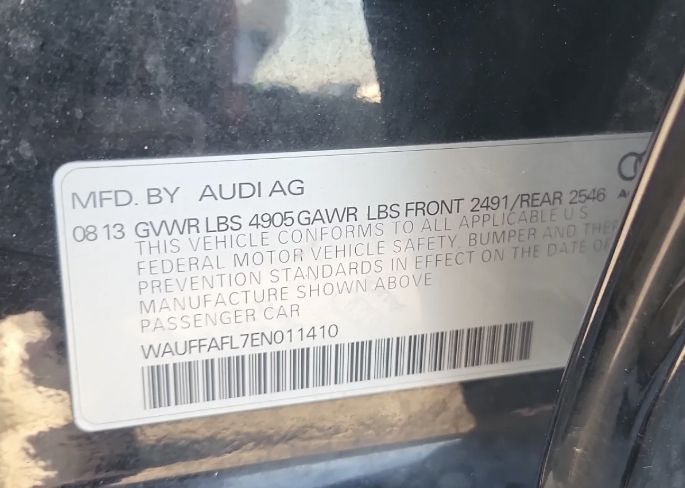 MFD. BY AUDI AG
08 13 GVWR LBS 4905 GAWR LBS FRONT 2491/REAR 2546
THIS VEHICLE CONFORMS TO ALL APPLICABLE U S
FEDERAL MOTOR VEHICLE SAFETY, BUMPER AND
PREVENTION STANDARDS IN EFFECT ON THE DATE OF
MANUFACTURE SHOWN ABOVE
PASSENGER CAR
WAUFFAFL7EN011410